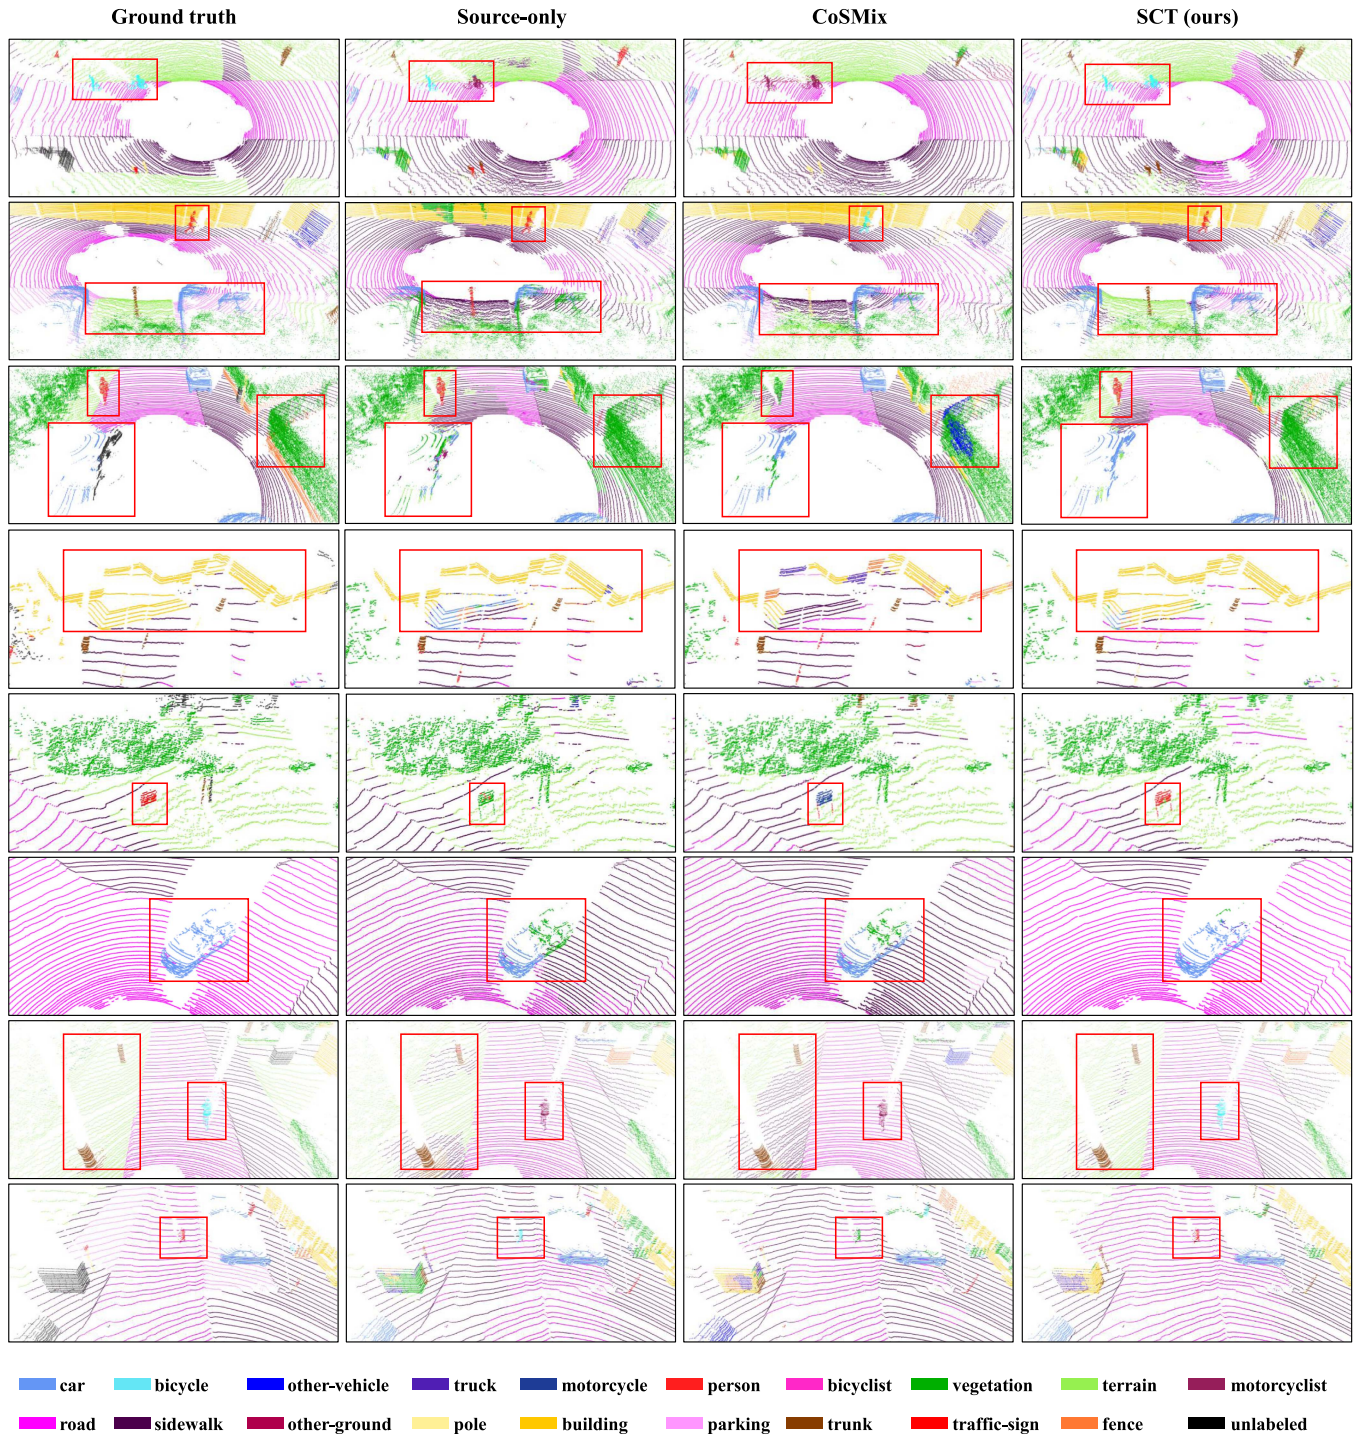 Ground truth Source-only CoSMix SCT (ours)
car bicycle other-vehicle truck motorcycle person bicyclist vegetation terrain motorcyclist
road sidewalk other-ground pole building parking trunk traffic-sign fence unlabeled